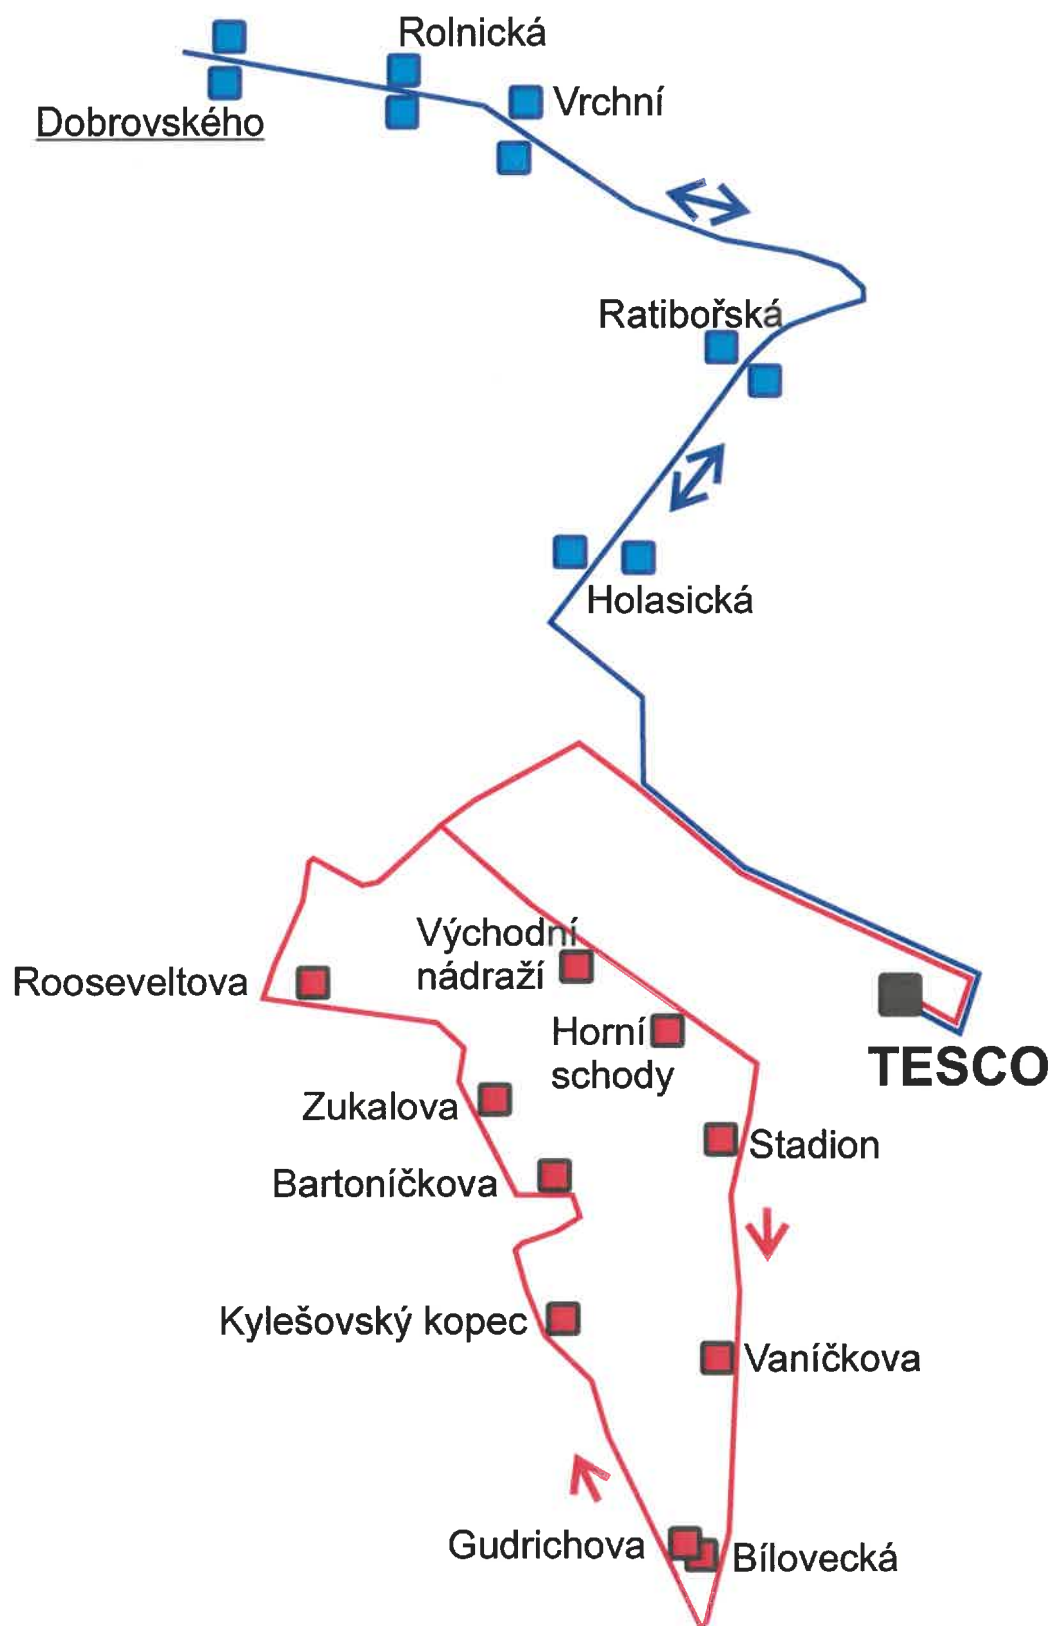 Rolnická
Vrchní
Dobrovského
Ratibořská
Holasická
Východní
nádraží
Rooseveltova
Horní
schody
TESCO
Zukalova
Stadion
Bartoníčkova
Kylešovský kopec
Vaníčkova
Gudrichova
Bílovecká